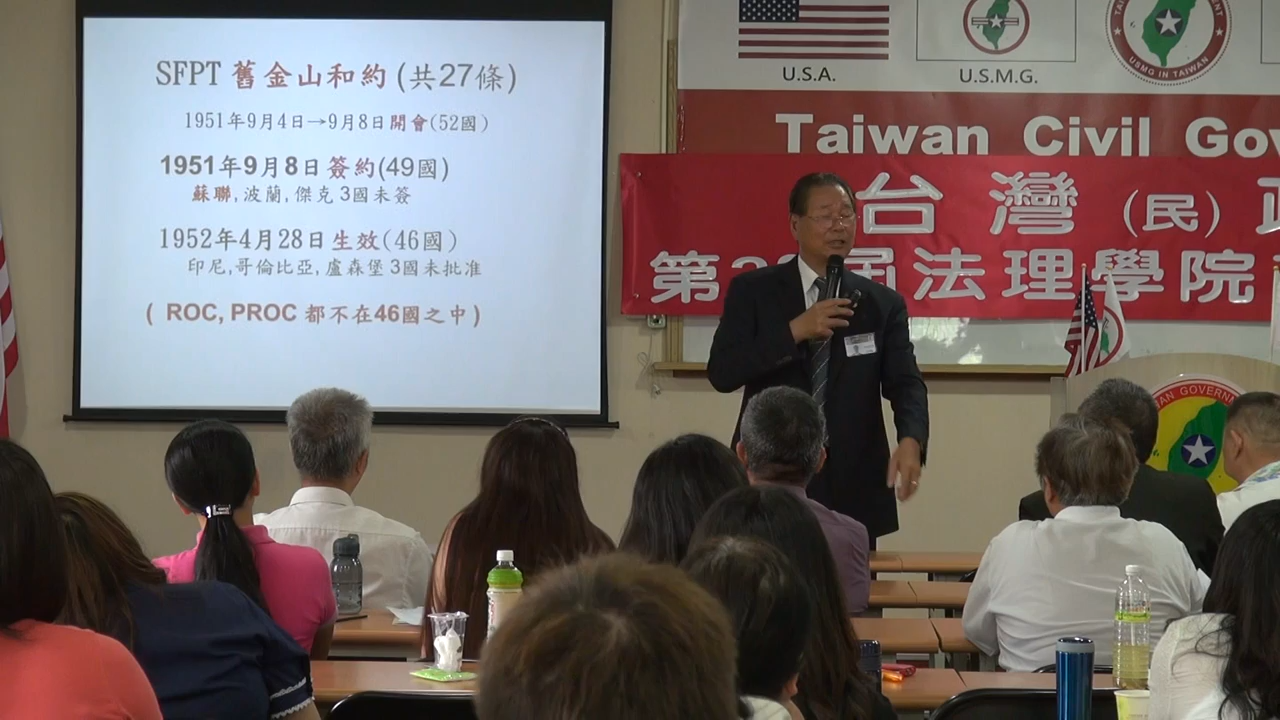 SFPT 舊金山和約 (共27條)
1951年9月4日→9月8日開會(52國)
1951年9月8日簽約(49國)
蘇聯,波蘭,傑克3國未簽
1952年4月28日生效(46國)
印尼,哥倫比亞,盧森堡3國未批准
( ROC, PROC 都不在46國之中)
U.S.A.
U.S.M.G.
USMG IN TAIWAN
Taiwan Civil Gov
台灣(民)
第 屆法理學院
AN GOVERNMENT